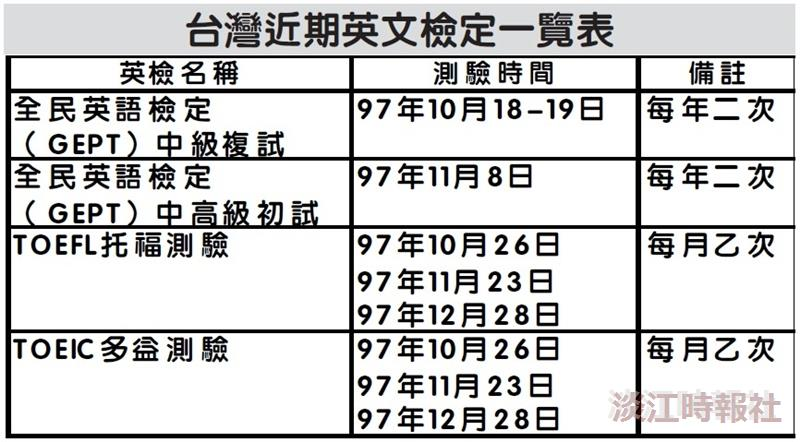 台灣近期英文檢定一覽表
英檢名稱 測驗時間 備註
全民英語檢定 97年10月18-19日 每年二次
（GEPT）中級複試
全民英語檢定 97年11月8日 每年二次
（GEPT）中高級初試
TOEFL托福測驗 97年10月26日 每月乙次
97年11月23日
97年12月28日
TOEIC多益測驗 97年10月26日 每月乙次
97年11月23日
97年12月28日
淡江時報社